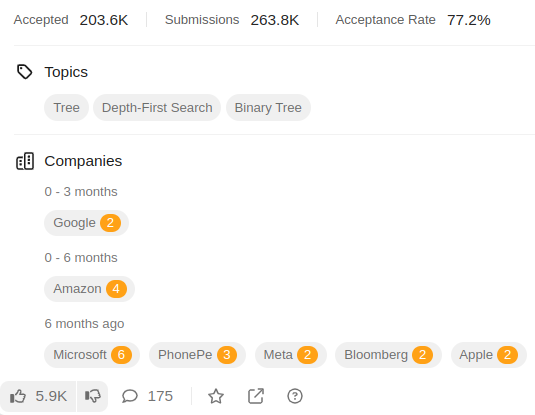 Accepted 203.6K Submissions 263.8K Acceptance Rate 77.2%
Topics
Tree Depth-First Search Binary Tree
Companies
0 - 3 months
Google 2
0 - 6 months
Amazon 4
6 months ago
Microsoft 6 PhonePe 3 Meta 2 Bloomberg 2 Apple 2
5.9K 175